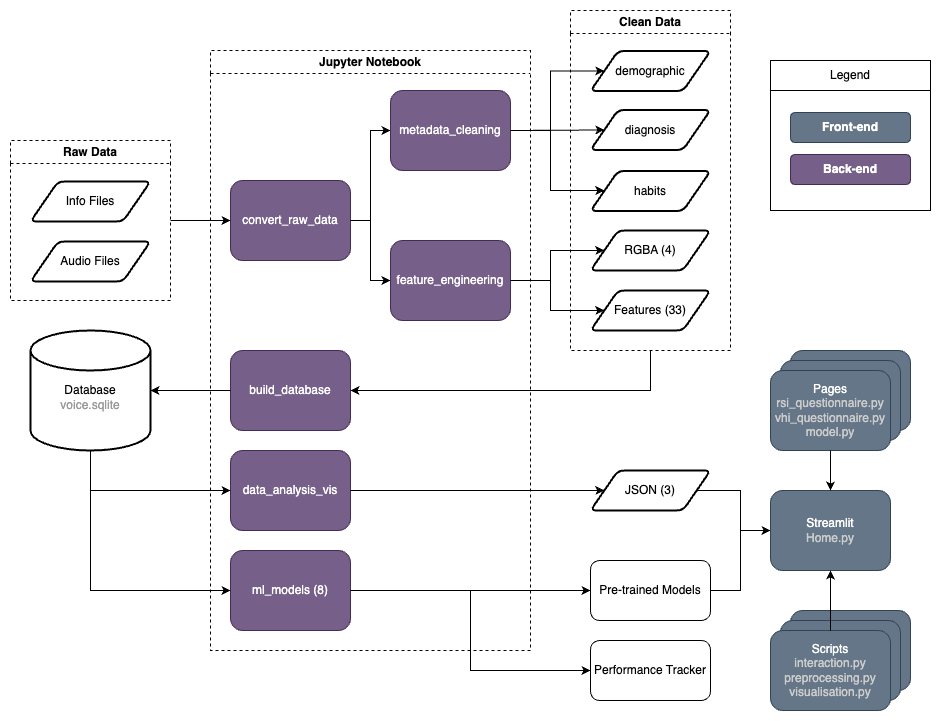 Clean Data
Jupyter Notebook
demographic
Legend
metadata_cleaning
diagnosis
Front-end
Raw Data
Back-end
Info Files
habits
convert_raw_data
Audio Files
RGBA (4)
feature_engineering
Features (33)
Database
voice.sqlite
build_database
Pages
rsi_questionnaire.py
vhi_questionnaire.py
model.py
data_analysis_vis
JSON (3)
Streamlit
Home.py
ml_models (8)
Pre-trained Models
Performance Tracker
Scripts
interaction.py
preprocessing.py
visualisation.py